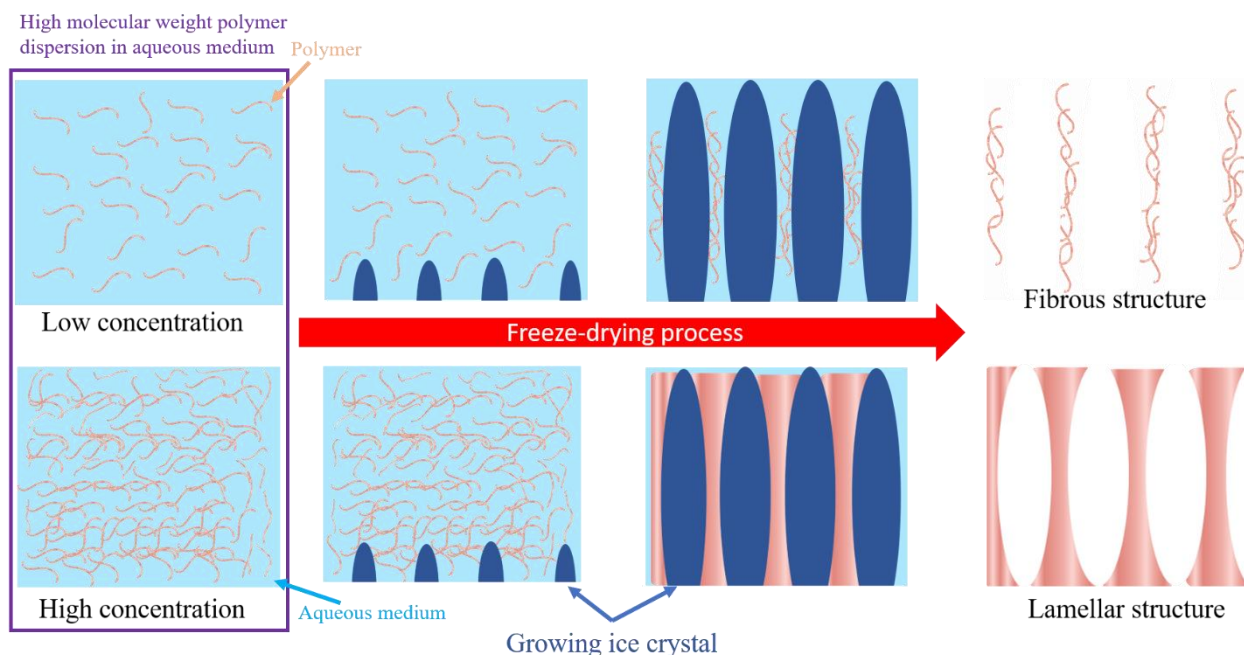 High molecular weight polymer
dispersion in aqueous medium
Polymer
Low concentration
Freeze-drying process
Fibrous structure
High concentration
Aqueous medium
Growing ice crystal
Lamellar structure